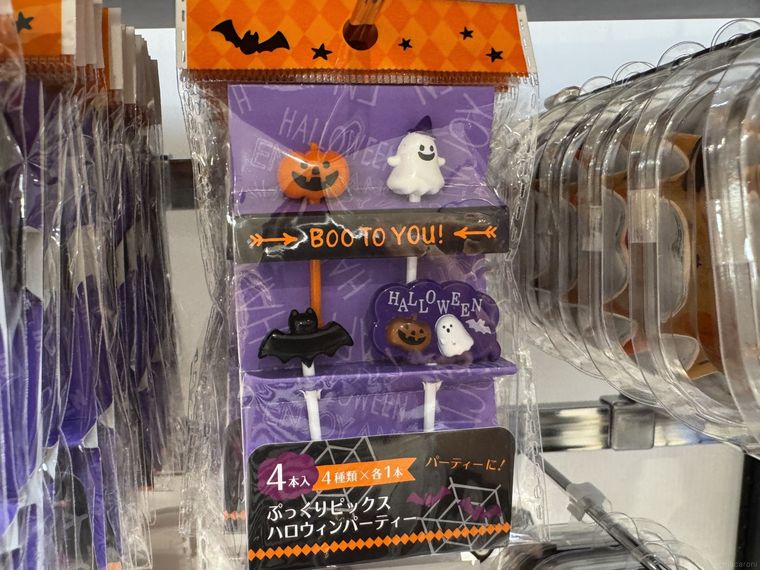 HALLOWEEN
BOO TO YOU!
HALLOWEEN
4本入
4種類×各1本
パーティーに!
ぷっくりピックス
ハロウィンパーティー